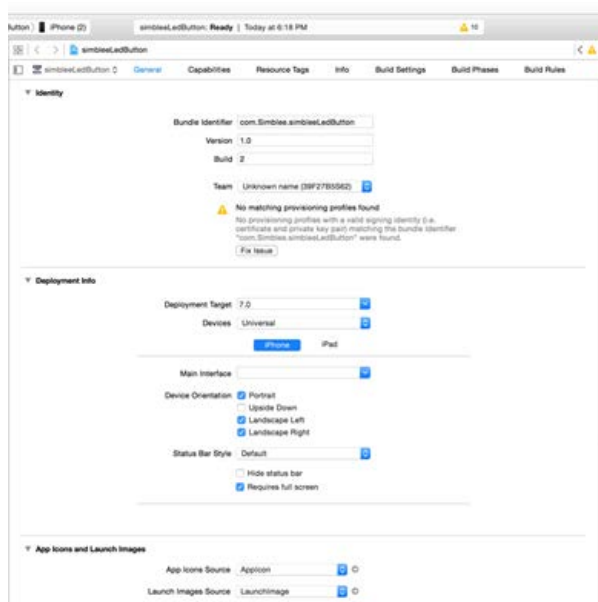 utton iPhone (2) simbleeLedButton: Ready | Today at 6:18 PM 10
simbleeLedButton
simbleeLedButton General Capabilities Resource Tags Info Build Settings Build Phases Build Rules
Identity
Bundle Identifier com.Simblee.simbleeLedButton
Version 1.0
Build 2
Team Unknown name (39F27B5S62)
No matching provisioning profiles found
No provisioning profiles with a valid signing identity (i.e.
certificate and private key pair) matching the bundle identifier
"com.Simblee.simbleeLedButton" were found.
Fix Issue
Deployment Info
Deployment Target 7.0
Devices Universal
iPhone iPad
Main Interface
Device Orientation Portrait
Upside Down
Landscape Left
Landscape Right
Status Bar Style Default
Hide status bar
Requires full screen
App Icons and Launch Images
App Icons Source AppIcon
Launch Images Source LaunchImage